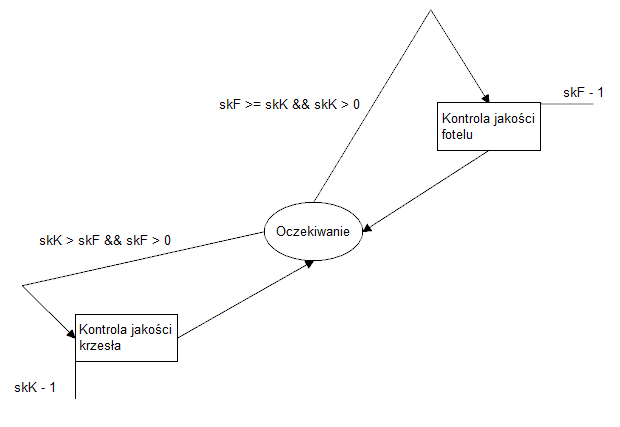 skF >= skK && skK > 0
skF - 1
Kontrola jakości
fotelu
Oczekiwanie
skK > skF && skF > 0
Kontrola jakości
krzesła
skK - 1